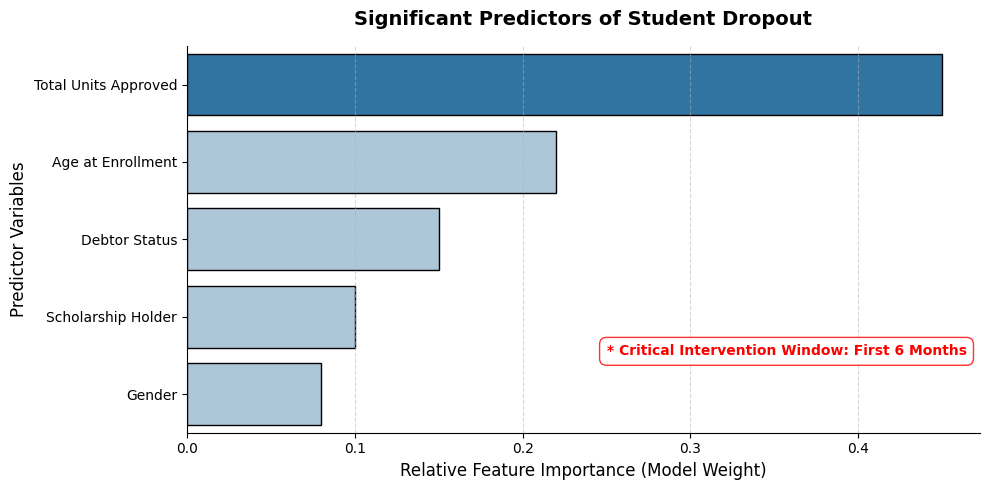 Significant Predictors of Student Dropout
Predictor Variables
Total Units Approved
Age at Enrollment
Debtor Status
Scholarship Holder
Gender
* Critical Intervention Window: First 6 Months
0.0 0.1 0.2 0.3 0.4
Relative Feature Importance (Model Weight)